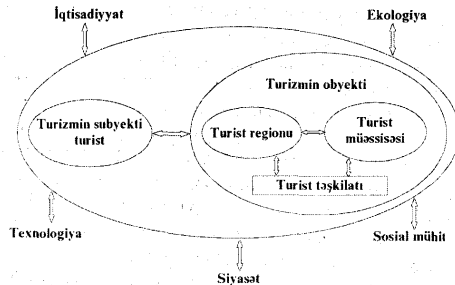 İqtisadiyyat
Ekologiya
Turizmin obyekti
Turizmin subyekti
turist
Turist regionu
Turist
müəssisəsi
Turist təşkilatı
Texnologiya
Sosial mühit
Siyasət